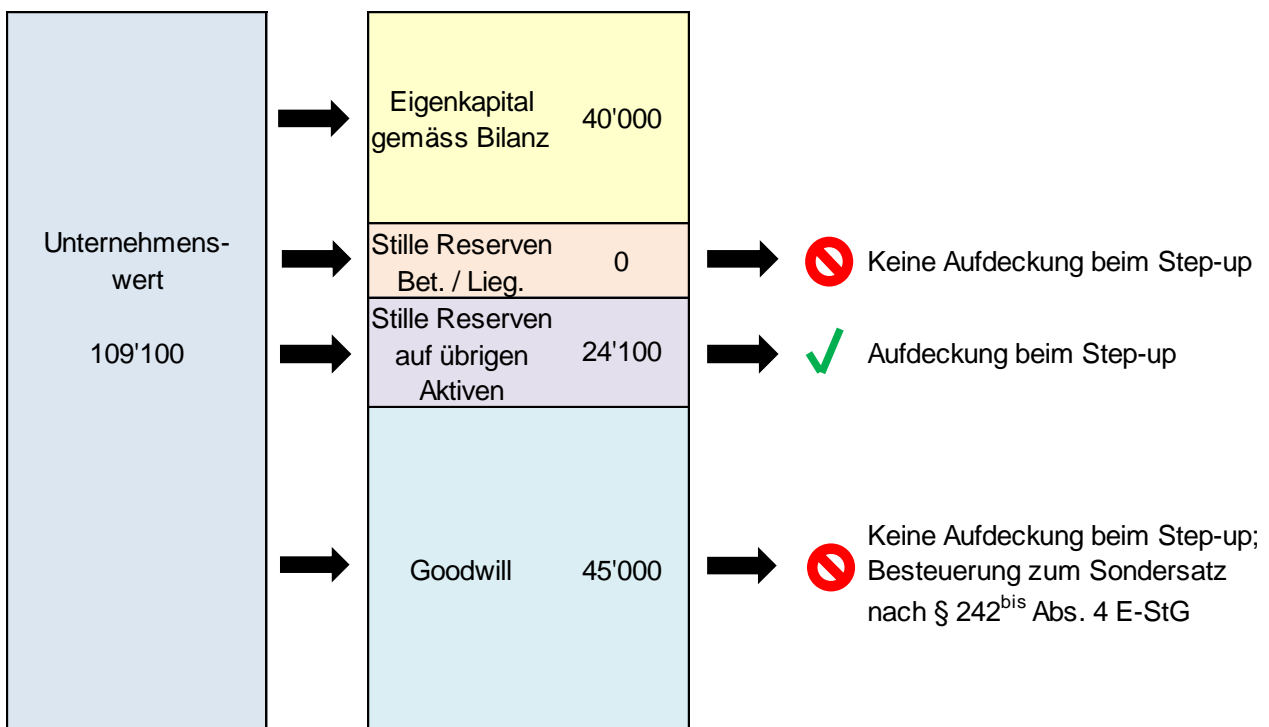 Eigenkapital
gemäss Bilanz 40'000
Unternehmens-
wert
109'100
Stille Reserven
Bet. / Lieg. 0
Keine Aufdeckung beim Step-up
Stille Reserven
auf übrigen
Aktiven 24'100
Aufdeckung beim Step-up
Goodwill 45'000
Keine Aufdeckung beim Step-up;
Besteuerung zum Sondersatz
nach § 242bis Abs. 4 E-StG